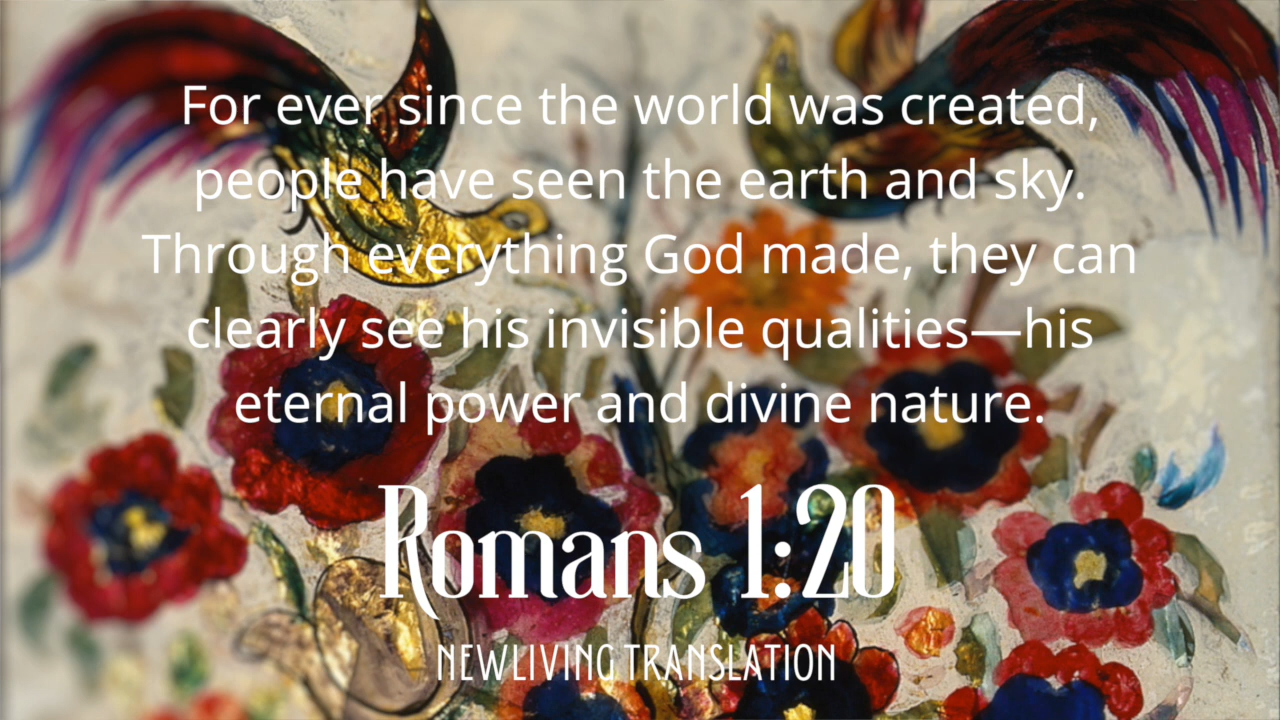 For ever since the world was created,
people have seen the earth and sky.
Through everything God made, they can
clearly see his invisible qualities—his
eternal power and divine nature.
Romans 1:20
NEW LIVING TRANSLATION